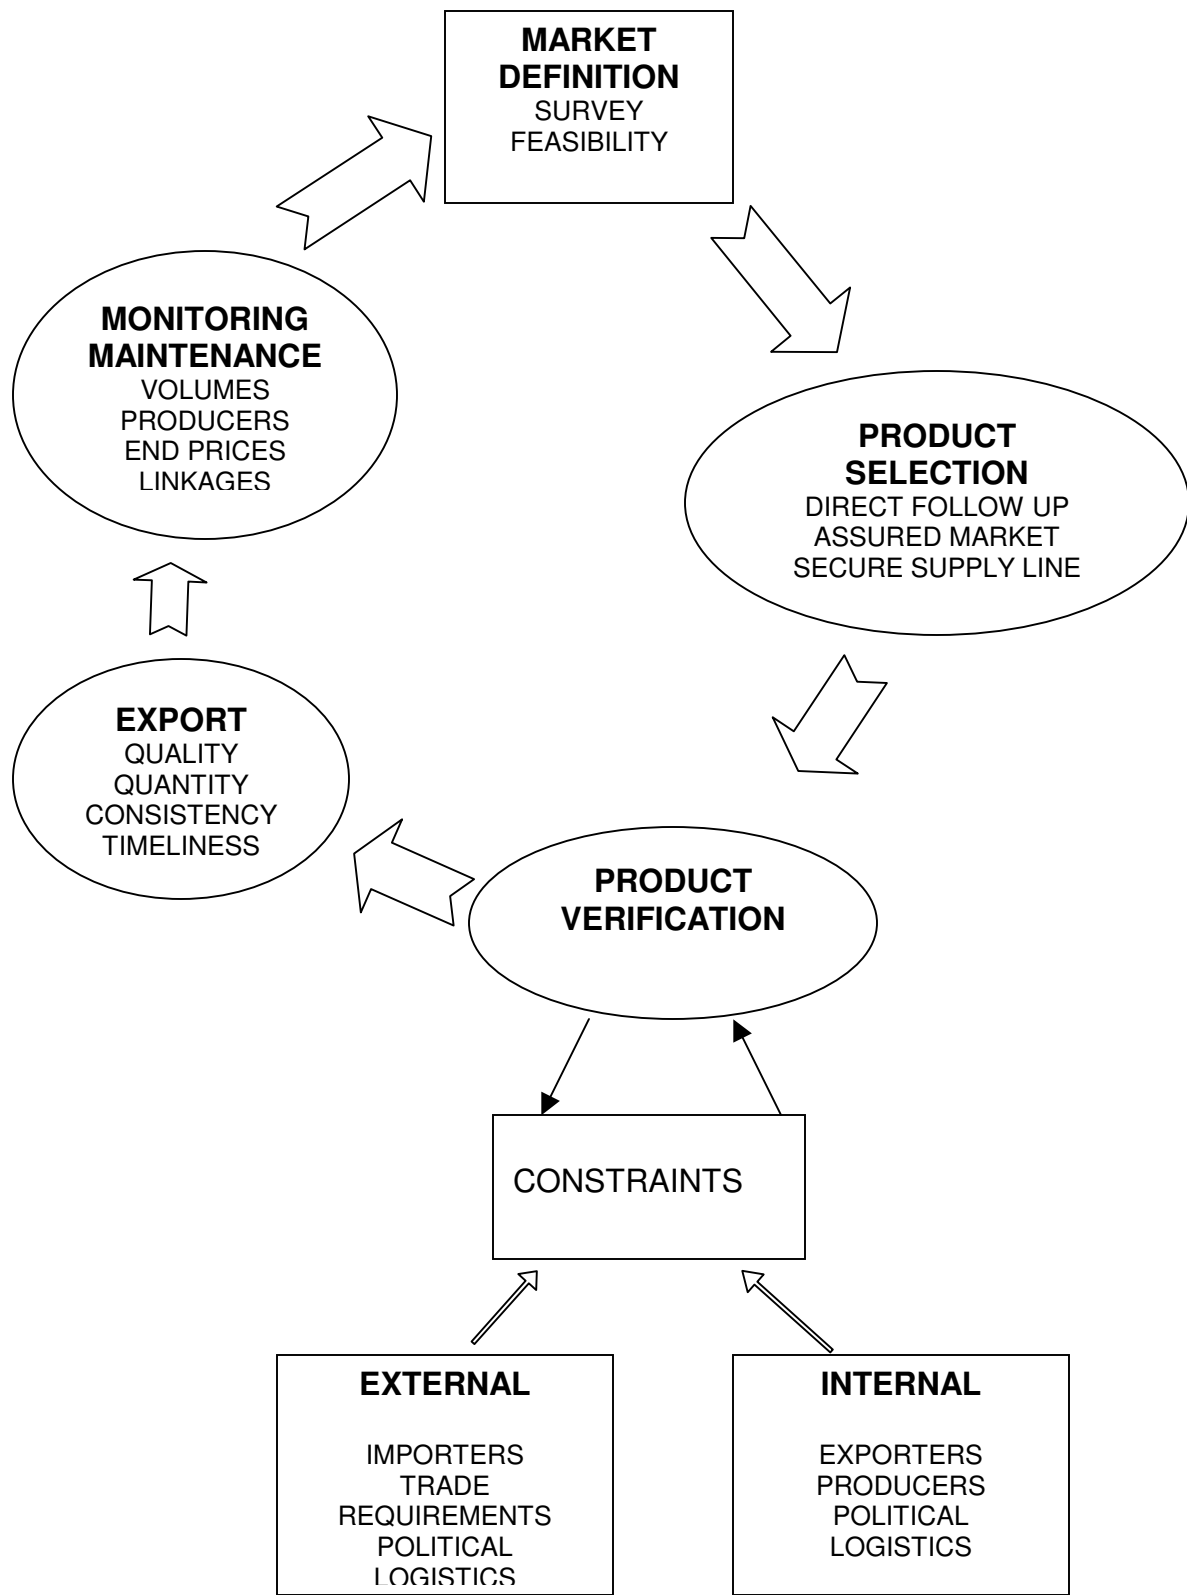 MARKET
DEFINITION
SURVEY
FEASIBILITY
MONITORING
MAINTENANCE
VOLUMES
PRODUCERS
END PRICES
LINKAGES
PRODUCT
SELECTION
DIRECT FOLLOW UP
ASSURED MARKET
SECURE SUPPLY LINE
EXPORT
QUALITY
QUANTITY
CONSISTENCY
TIMELINESS
PRODUCT
VERIFICATION
CONSTRAINTS
EXTERNAL
IMPORTERS
TRADE
REQUIREMENTS
POLITICAL
LOGISTICS
INTERNAL
EXPORTERS
PRODUCERS
POLITICAL
LOGISTICS